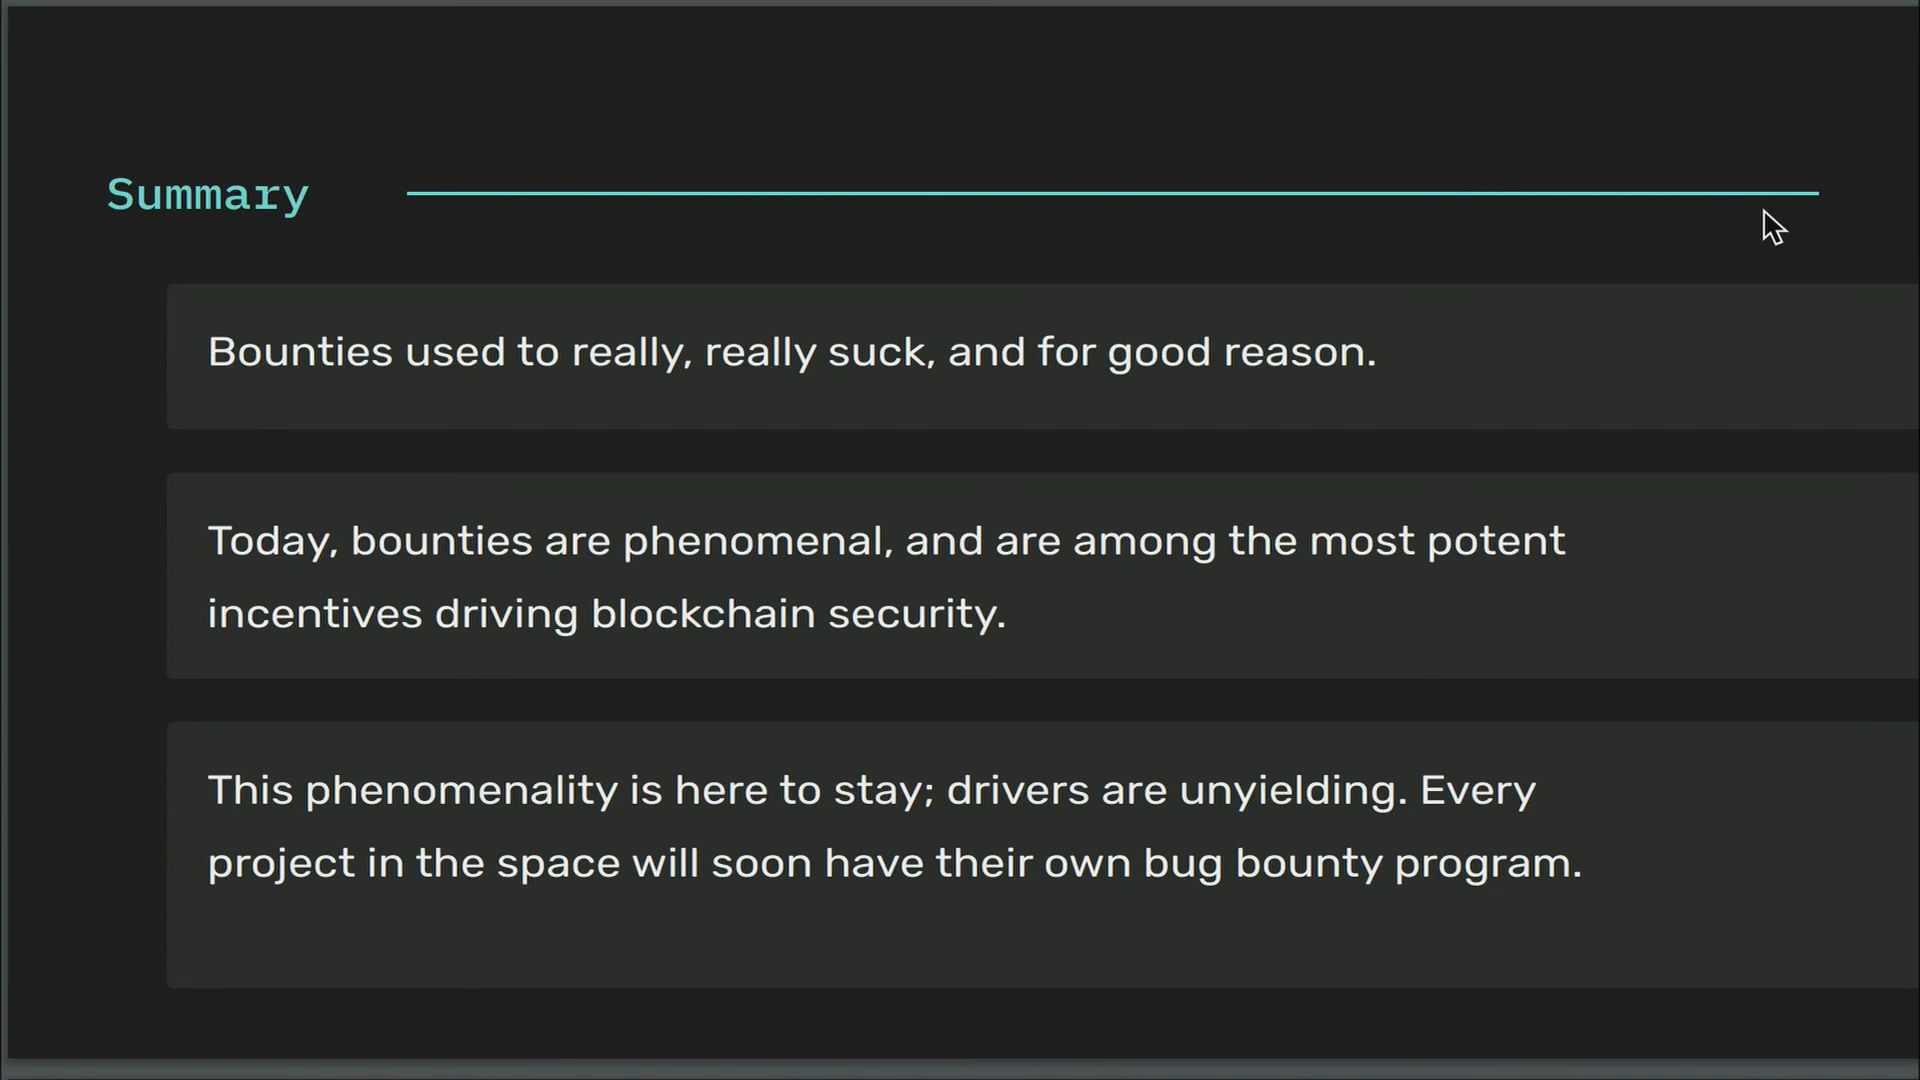 Summary
Bounties used to really, really suck, and for good reason.
Today, bounties are phenomenal, and are among the most potent
incentives driving blockchain security.
This phenomenality is here to stay; drivers are unyielding. Every
project in the space will soon have their own bug bounty program.